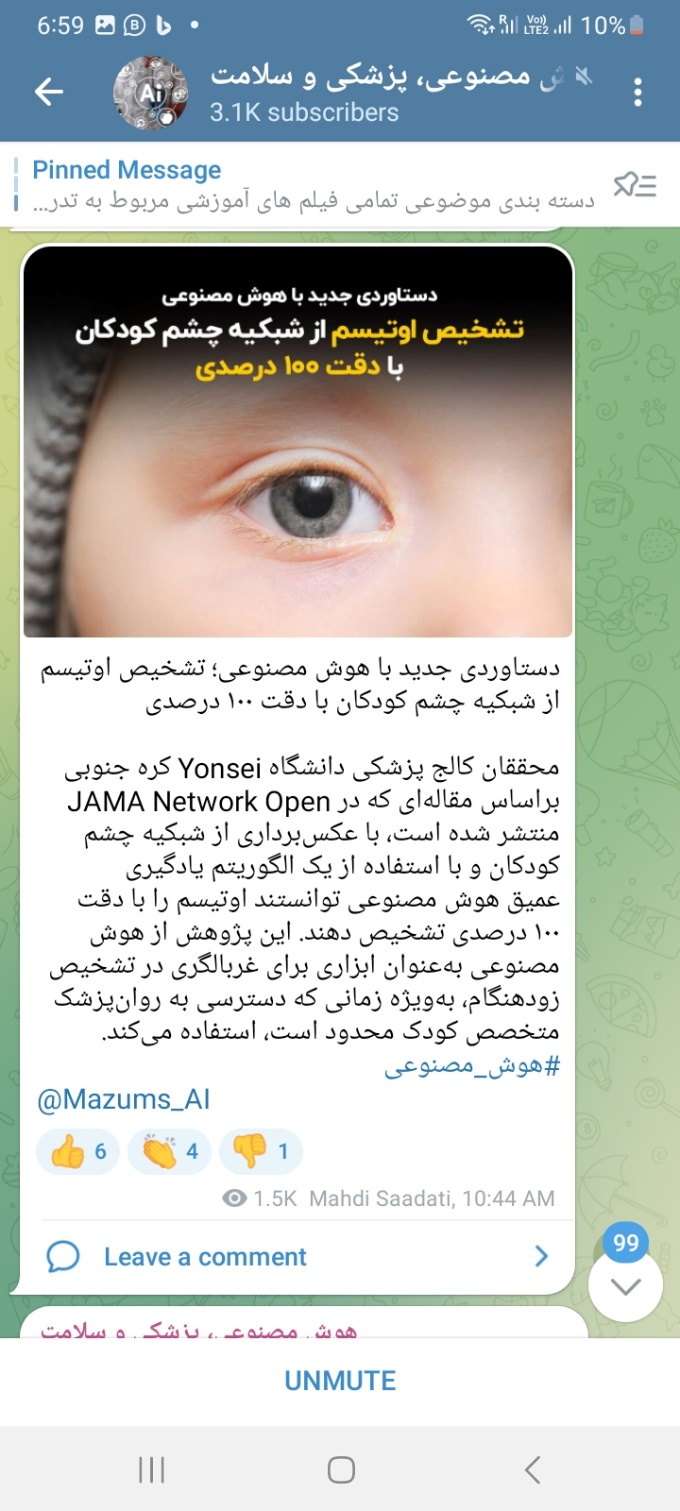 6:59
Vo))
R
LTE2
10%
Ai
ش مصنوعی، پزشکی و سلامت
3.1K subscribers
Pinned Message
دسته بندی موضوعی تمامی فیلم های آموزشی مربوط به تدر...
دستاوردی جدید با هوش مصنوعی
تشخیص اوتیسم از شبکیه چشم کودکان
با دقت ۱۰۰ درصدی
دستاوردی جدید با هوش مصنوعی؛ تشخیص اوتیسم
از شبکیه چشم کودکان با دقت ۱۰۰ درصدی
محققان کالج پزشکی دانشگاه Yonsei کره جنوبی
براساس مقاله‌ای که در JAMA Network Open
منتشر شده است، با عکس‌برداری از شبکیه چشم
کودکان و با استفاده از یک الگوریتم یادگیری
عمیق هوش مصنوعی توانستند اوتیسم را با دقت
۱۰۰ درصدی تشخیص دهند. این پژوهش از هوش
مصنوعی به‌عنوان ابزاری برای غربالگری در تشخیص
زودهنگام، به‌ویژه زمانی که دسترسی به روان‌پزشک
متخصص کودک محدود است، استفاده می‌کند.
#هوش_مصنوعی
@Mazums_AI
👍 6 👏 4 👎 1
1.5K Mahdi Saadati, 10:44 AM
Leave a comment
99
هوش مصنوعی، پزشکی و سلامت
UNMUTE